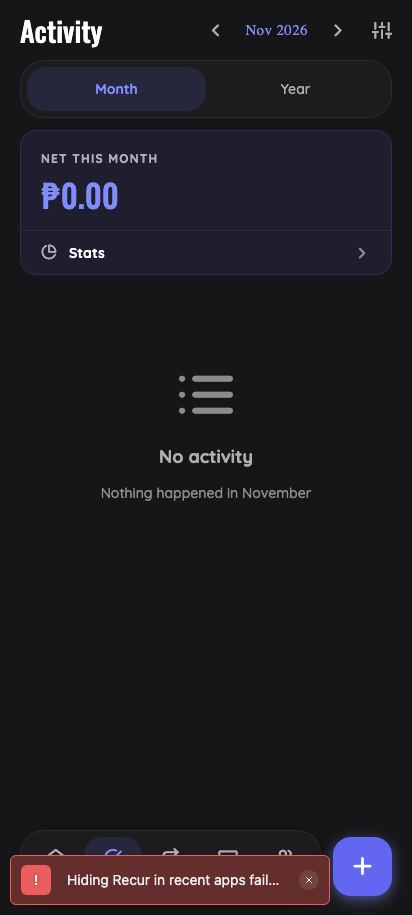 Activity
Nov 2026
Month
Year
NET THIS MONTH
₱0.00
Stats
No activity
Nothing happened in November
! Hiding Recur in recent apps fail...